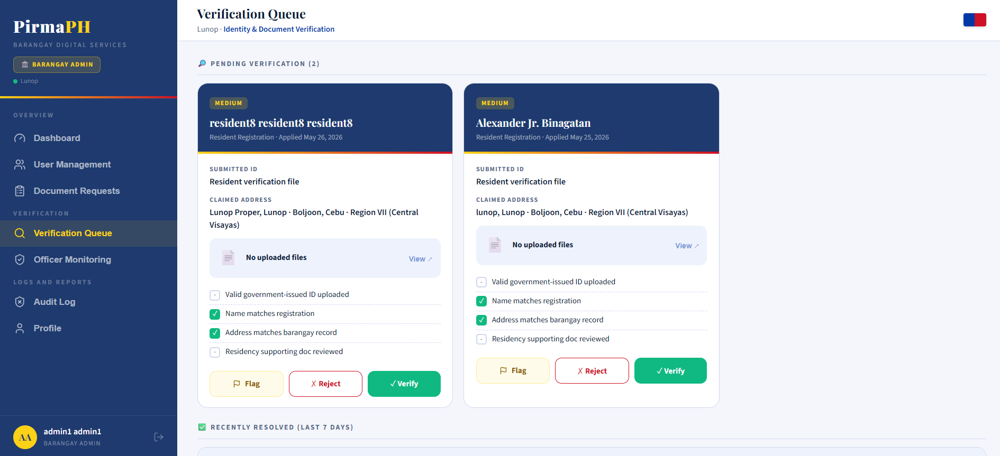 PirmaPH
BARANGAY DIGITAL SERVICES
BARANGAY ADMIN
Lunop
OVERVIEW
Dashboard
User Management
Document Requests
VERIFICATION
Verification Queue
Officer Monitoring
LOGS AND REPORTS
Audit Log
Profile
AA
admin1 admin1
BARANGAY ADMIN
Verification Queue
Lunop · Identity & Document Verification
PENDING VERIFICATION (2)
MEDIUM
resident8 resident8 resident8
Resident Registration · Applied May 26, 2026
SUBMITTED ID
Resident verification file
CLAIMED ADDRESS
Lunop Proper, Lunop · Boljoon, Cebu · Region VII (Central
Visayas)
No uploaded files
View ↗
Valid government-issued ID uploaded
✓ Name matches registration
✓ Address matches barangay record
Residency supporting doc reviewed
Flag
✗ Reject
✓ Verify
MEDIUM
Alexander Jr. Binagatan
Resident Registration · Applied May 25, 2026
SUBMITTED ID
Resident verification file
CLAIMED ADDRESS
lunop, Lunop · Boljoon, Cebu · Region VII (Central Visayas)
No uploaded files
View ↗
Valid government-issued ID uploaded
✓ Name matches registration
✓ Address matches barangay record
Residency supporting doc reviewed
Flag
✗ Reject
✓ Verify
RECENTLY RESOLVED (LAST 7 DAYS)